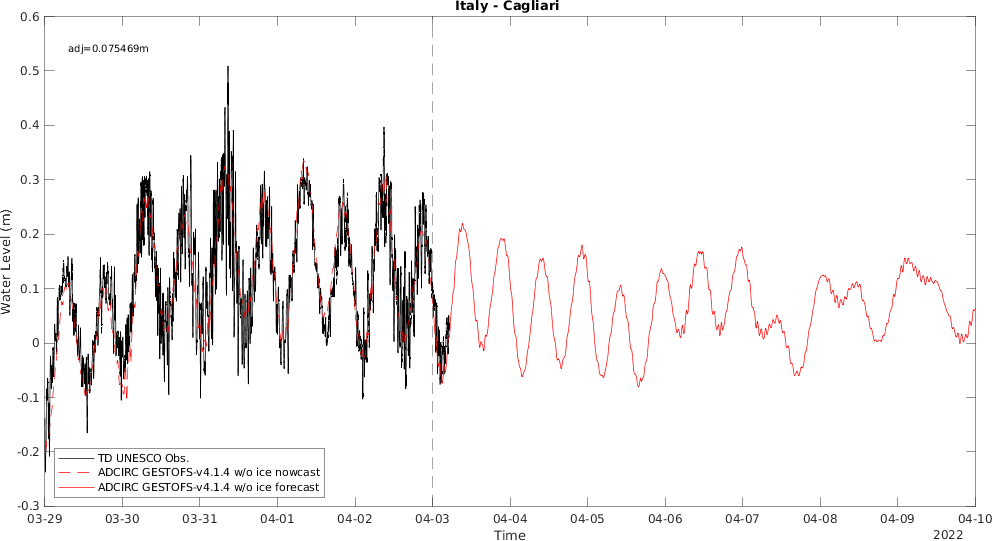 Italy - Cagliari
0.6
0.5
0.4
0.3
0.2
0.1
0
-0.1
-0.2
-0.3
Water Level (m)
adj=0.075469m
TD UNESCO Obs.
ADCIRC GESTOFS-v4.1.4 w/o ice nowcast
ADCIRC GESTOFS-v4.1.4 w/o ice forecast
03-29 03-30 03-31 04-01 04-02 04-03 04-04 04-05 04-06 04-07 04-08 04-09 04-10
Time
2022